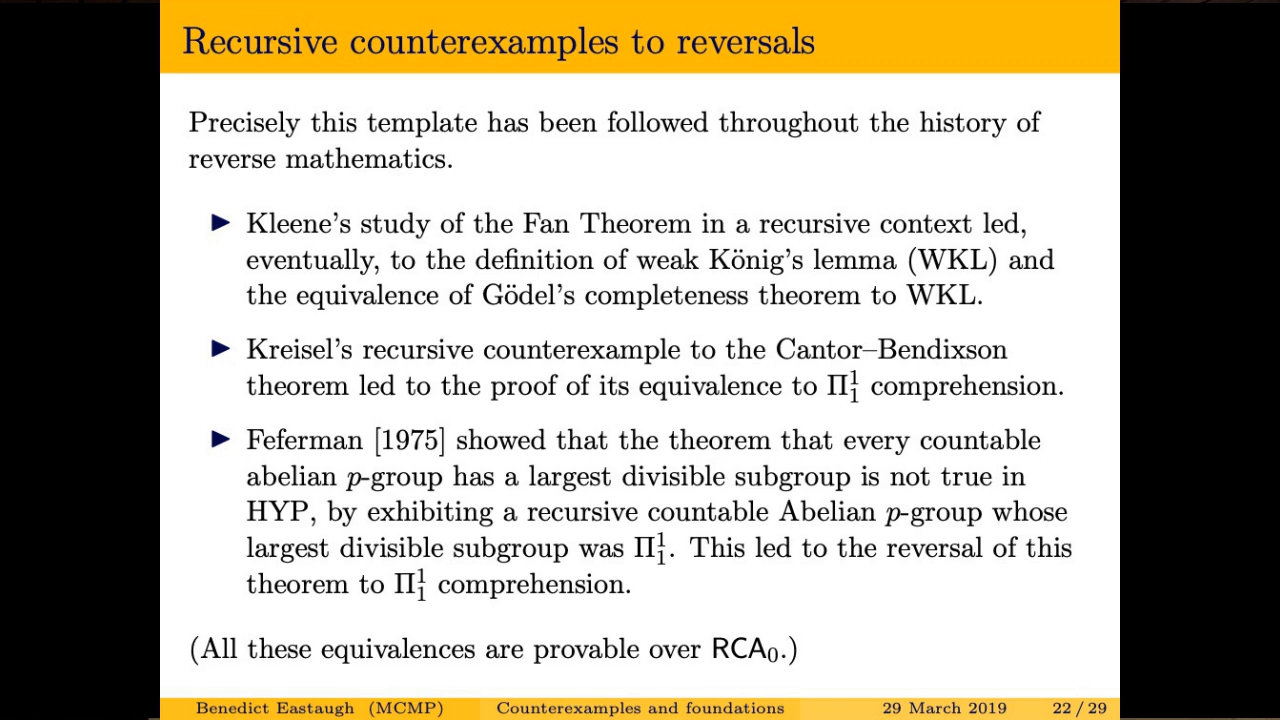 Recursive counterexamples to reversals
Precisely this template has been followed throughout the history of
reverse mathematics.
▶ Kleene's study of the Fan Theorem in a recursive context led,
eventually, to the definition of weak König's lemma (WKL) and
the equivalence of Gödel's completeness theorem to WKL.
▶ Kreisel's recursive counterexample to the Cantor–Bendixson
theorem led to the proof of its equivalence to Π¹₁ comprehension.
▶ Feferman [1975] showed that the theorem that every countable
abelian p-group has a largest divisible subgroup is not true in
HYP, by exhibiting a recursive countable Abelian p-group whose
largest divisible subgroup was Π¹₁. This led to the reversal of this
theorem to Π¹₁ comprehension.
(All these equivalences are provable over RCA₀.)
Benedict Eastaugh (MCMP) Counterexamples and foundations 29 March 2019 22 / 29